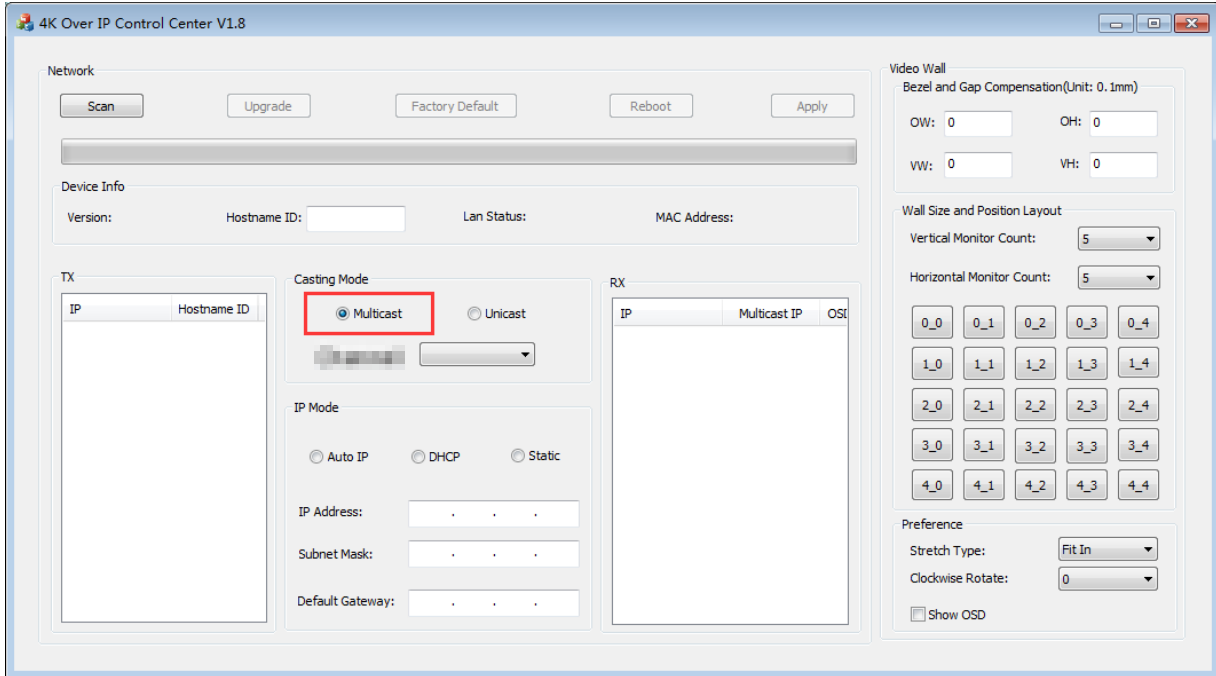 4K Over IP Control Center V1.8
Network
Scan
Upgrade
Factory Default
Reboot
Apply
Device Info
Version:
Hostname ID:
Lan Status:
MAC Address:
TX
IP Hostname ID
Casting Mode
Multicast
Unicast
IP Mode
Auto IP
DHCP
Static
IP Address: . . .
Subnet Mask: . . .
Default Gateway: . . .
RX
IP Multicast IP OSD
Video Wall
Bezel and Gap Compensation(Unit: 0.1mm)
OW: 0 OH: 0
VW: 0 VH: 0
Wall Size and Position Layout
Vertical Monitor Count: 5
Horizontal Monitor Count: 5
0_0 0_1 0_2 0_3 0_4
1_0 1_1 1_2 1_3 1_4
2_0 2_1 2_2 2_3 2_4
3_0 3_1 3_2 3_3 3_4
4_0 4_1 4_2 4_3 4_4
Preference
Stretch Type: Fit In
Clockwise Rotate: 0
Show OSD